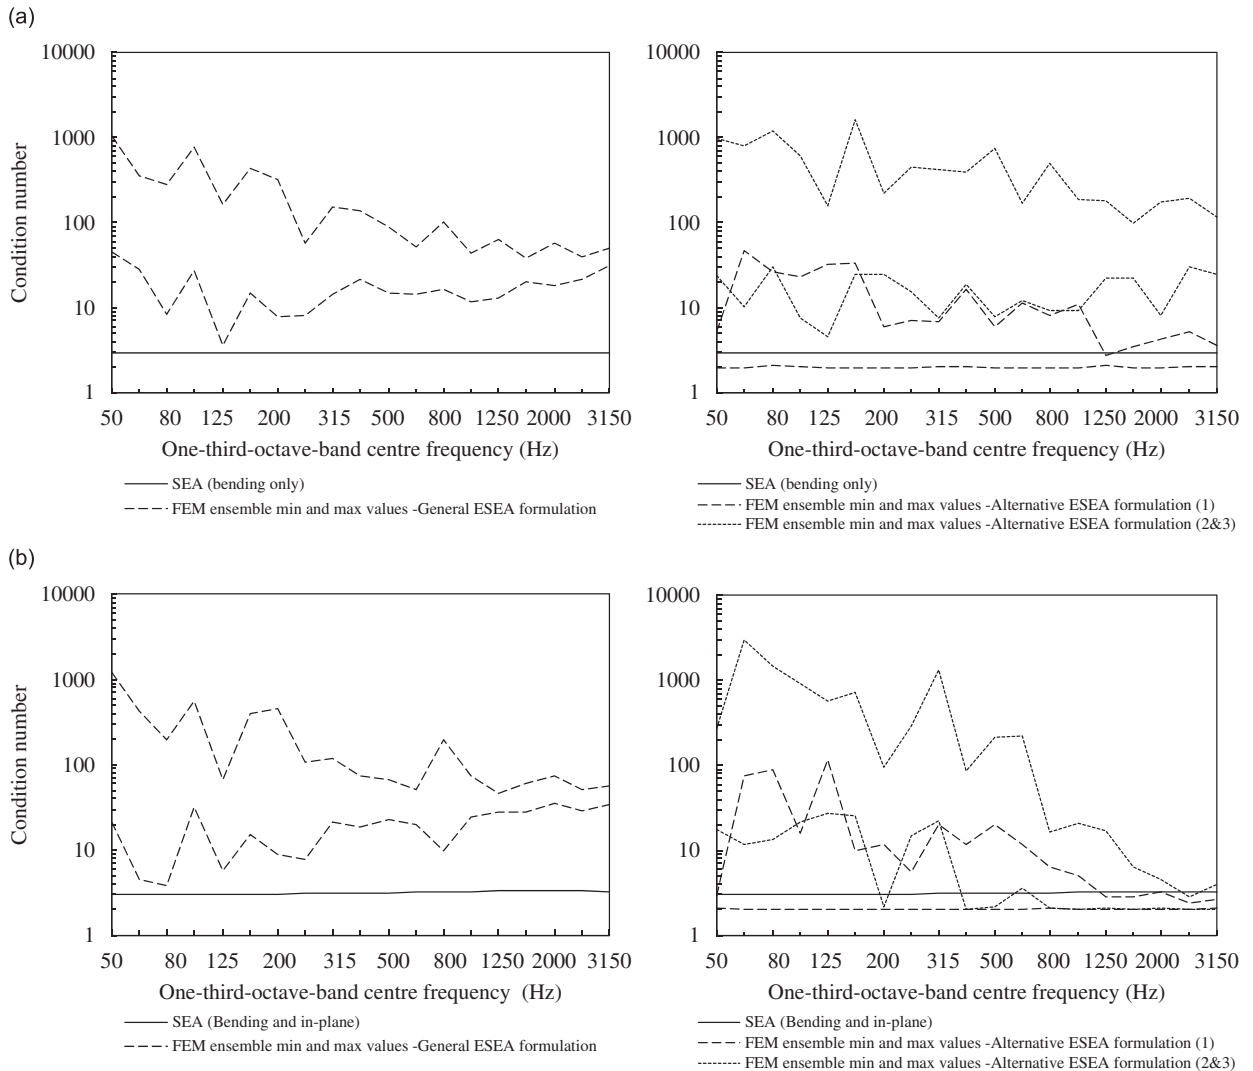 (a)
10000
1000
100
10
1
Condition number
50 80 125 200 315 500 800 1250 2000 3150
One-third-octave-band centre frequency (Hz)
SEA (bending only)
FEM ensemble min and max values -General ESEA formulation
10000
1000
100
10
1
50 80 125 200 315 500 800 1250 2000 3150
One-third-octave-band centre frequency (Hz)
SEA (bending only)
FEM ensemble min and max values -Alternative ESEA formulation (1)
FEM ensemble min and max values -Alternative ESEA formulation (2&3)
(b)
10000
1000
100
10
1
Condition number
50 80 125 200 315 500 800 1250 2000 3150
One-third-octave-band centre frequency (Hz)
SEA (Bending and in-plane)
FEM ensemble min and max values -General ESEA formulation
10000
1000
100
10
1
50 80 125 200 315 500 800 1250 2000 3150
One-third-octave-band centre frequency (Hz)
SEA (Bending and in-plane)
FEM ensemble min and max values -Alternative ESEA formulation (1)
FEM ensemble min and max values -Alternative ESEA formulation (2&3)